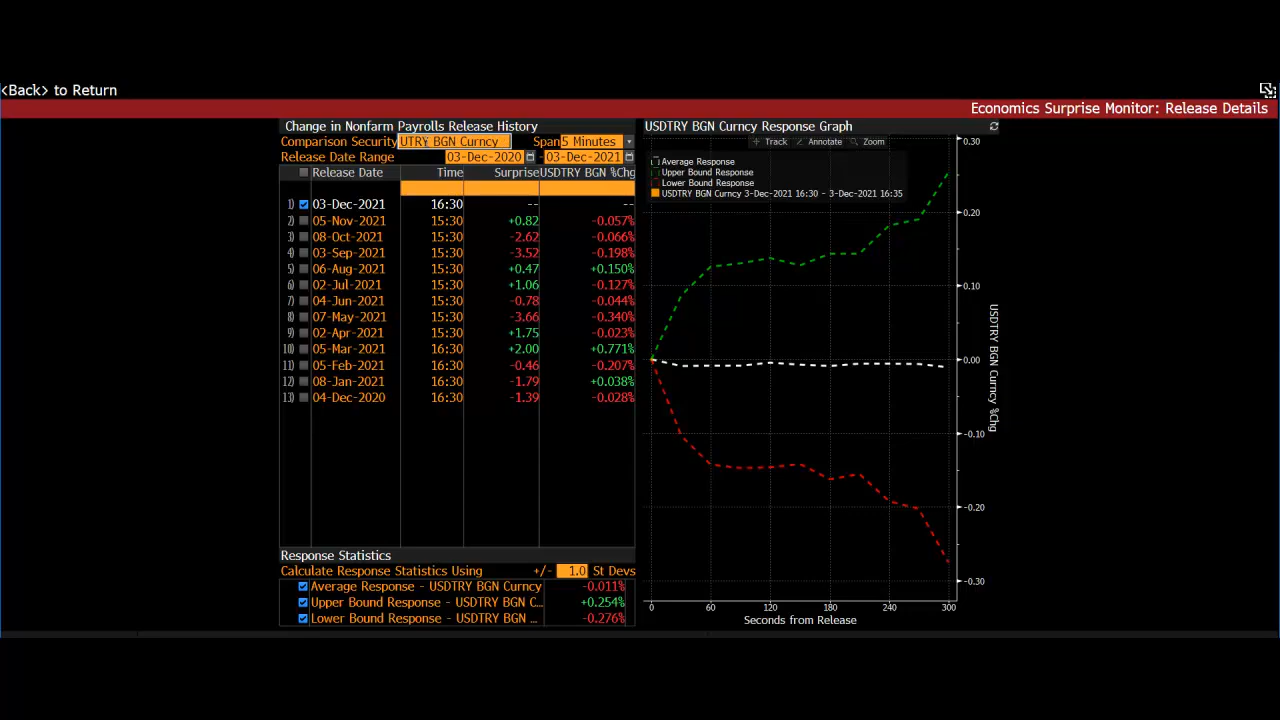 <Back> to Return
Economics Surprise Monitor: Release Details
Change in Nonfarm Payrolls Release History
Comparison Security UTRY BGN Curncy Span 5 Minutes
Release Date Range 03-Dec-2020 - 03-Dec-2021
Release Date Time Surprise USDTRY BGN %Chg
1) 03-Dec-2021 16:30 -- --
2) 05-Nov-2021 15:30 +0.82 -0.057%
3) 08-Oct-2021 15:30 -2.62 -0.066%
4) 03-Sep-2021 15:30 -3.52 -0.198%
5) 06-Aug-2021 15:30 +0.47 +0.150%
6) 02-Jul-2021 15:30 +1.06 -0.127%
7) 04-Jun-2021 15:30 -0.78 -0.044%
8) 07-May-2021 15:30 -3.66 -0.340%
9) 02-Apr-2021 15:30 +1.75 -0.023%
10) 05-Mar-2021 16:30 +2.00 +0.771%
11) 05-Feb-2021 16:30 -0.46 -0.207%
12) 08-Jan-2021 16:30 -1.79 +0.038%
13) 04-Dec-2020 16:30 -1.39 -0.028%
Response Statistics
Calculate Response Statistics Using +/- 1.0 St Devs
Average Response - USDTRY BGN Curncy -0.011%
Upper Bound Response - USDTRY BGN C... +0.254%
Lower Bound Response - USDTRY BGN ... -0.276%
USDTRY BGN Curncy Response Graph
Track Annotate Zoom
Average Response
Upper Bound Response
Lower Bound Response
USDTRY BGN Curncy 3-Dec-2021 16:30 - 3-Dec-2021 16:35
0.30
0.20
0.10
0.00
-0.10
-0.20
-0.30
USDTRY BGN Curncy %Chg
0 60 120 180 240 300
Seconds from Release